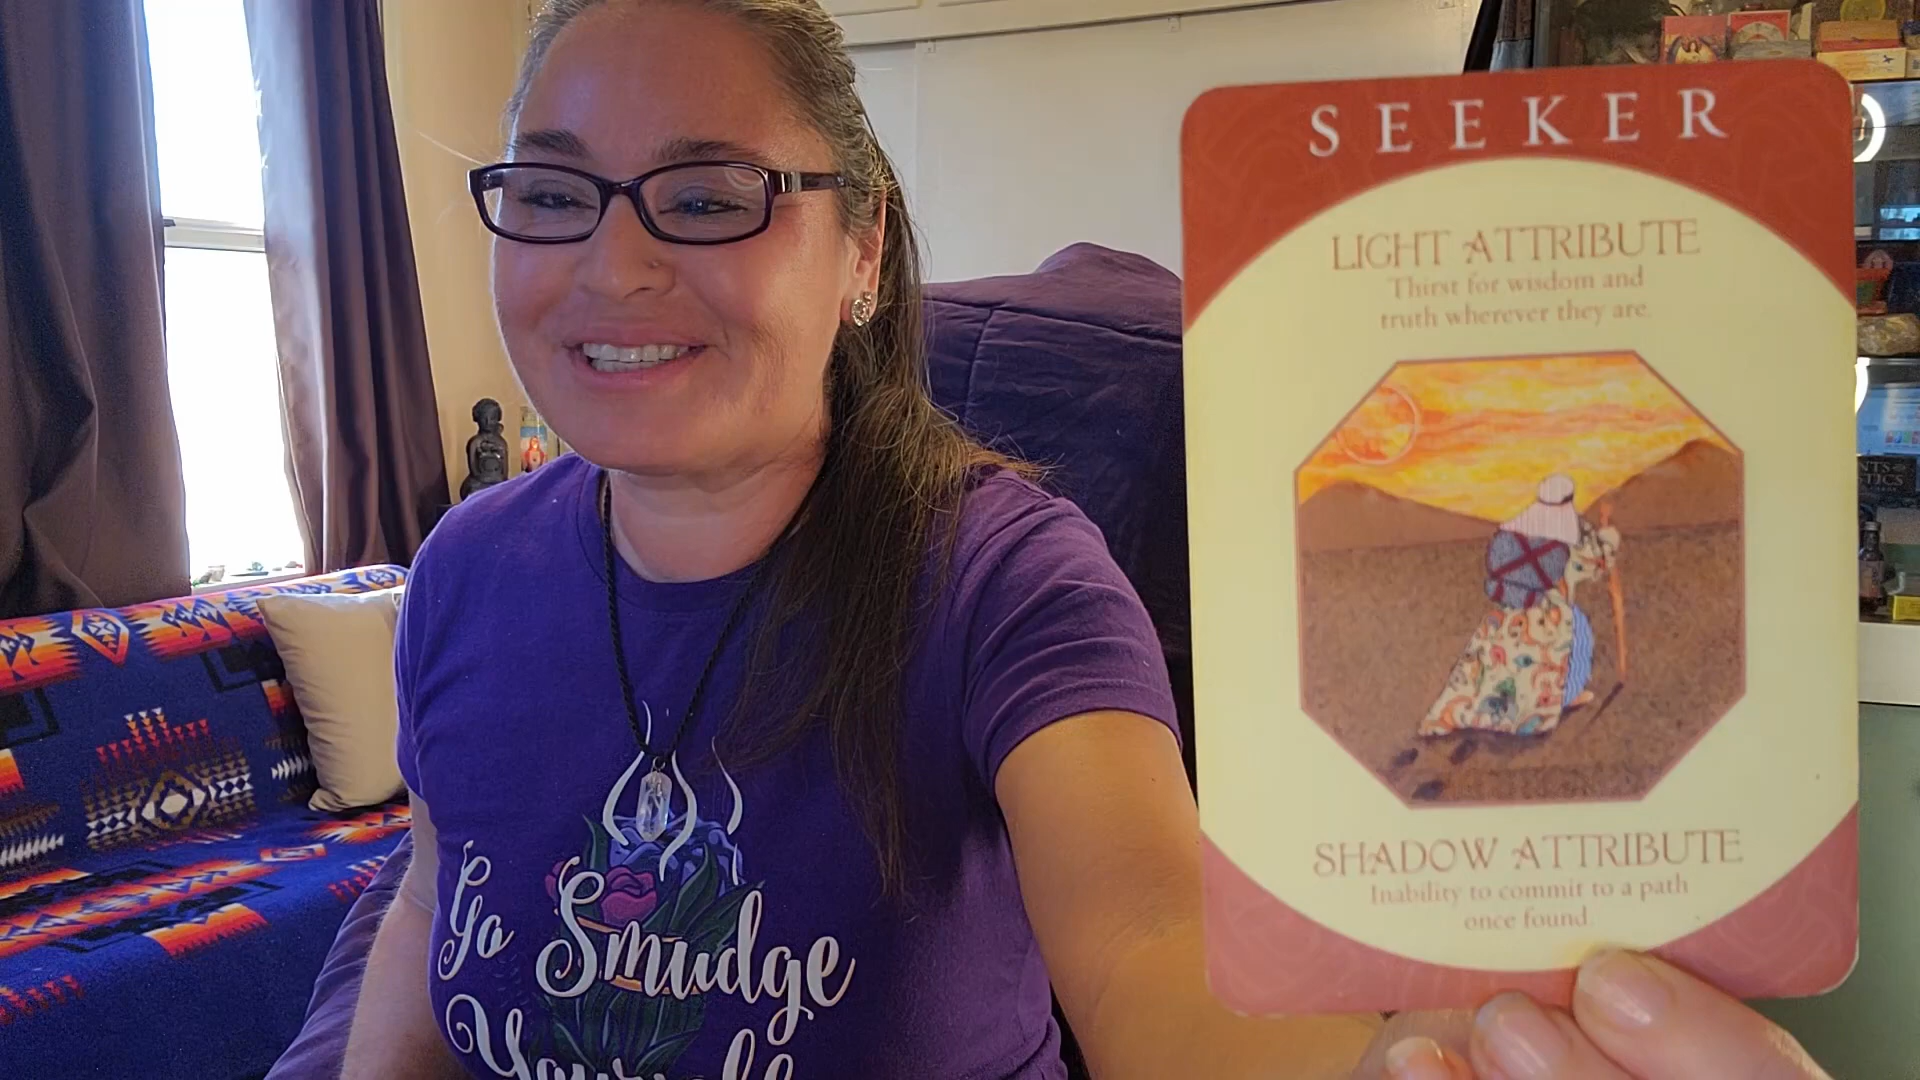 SEEKER
LIGHT ATTRIBUTE
Thirst for wisdom and
truth wherever they are.
SHADOW ATTRIBUTE
Inability to commit to a path
once found.
Go Smudge